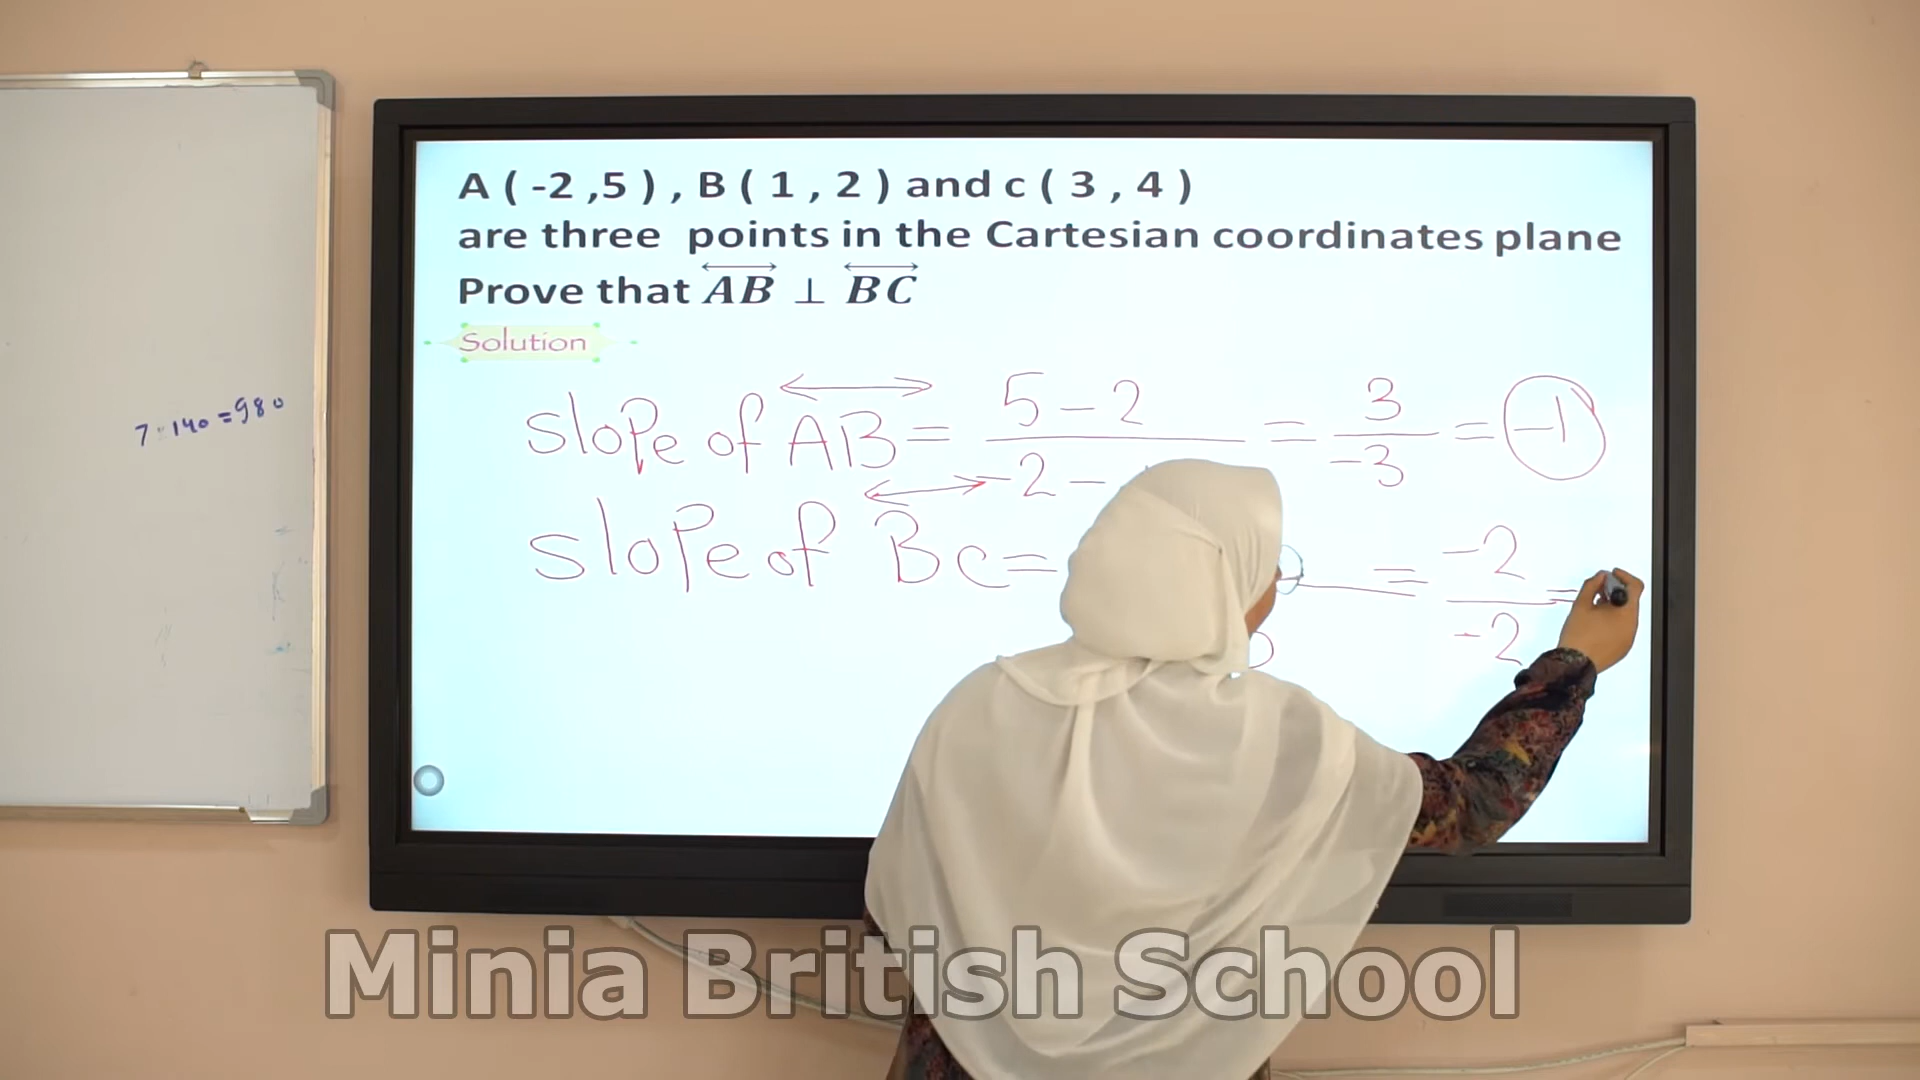 A ( -2 ,5 ) , B ( 1 , 2 ) and c ( 3 , 4 )
are three points in the Cartesian coordinates plane
Prove that AB ⊥ BC
Solution
slope of AB = 5 - 2 / -2 - = 3 / -3 = -1
slope of BC = = -2 / -2 =
7 140 = 980
Minia British School